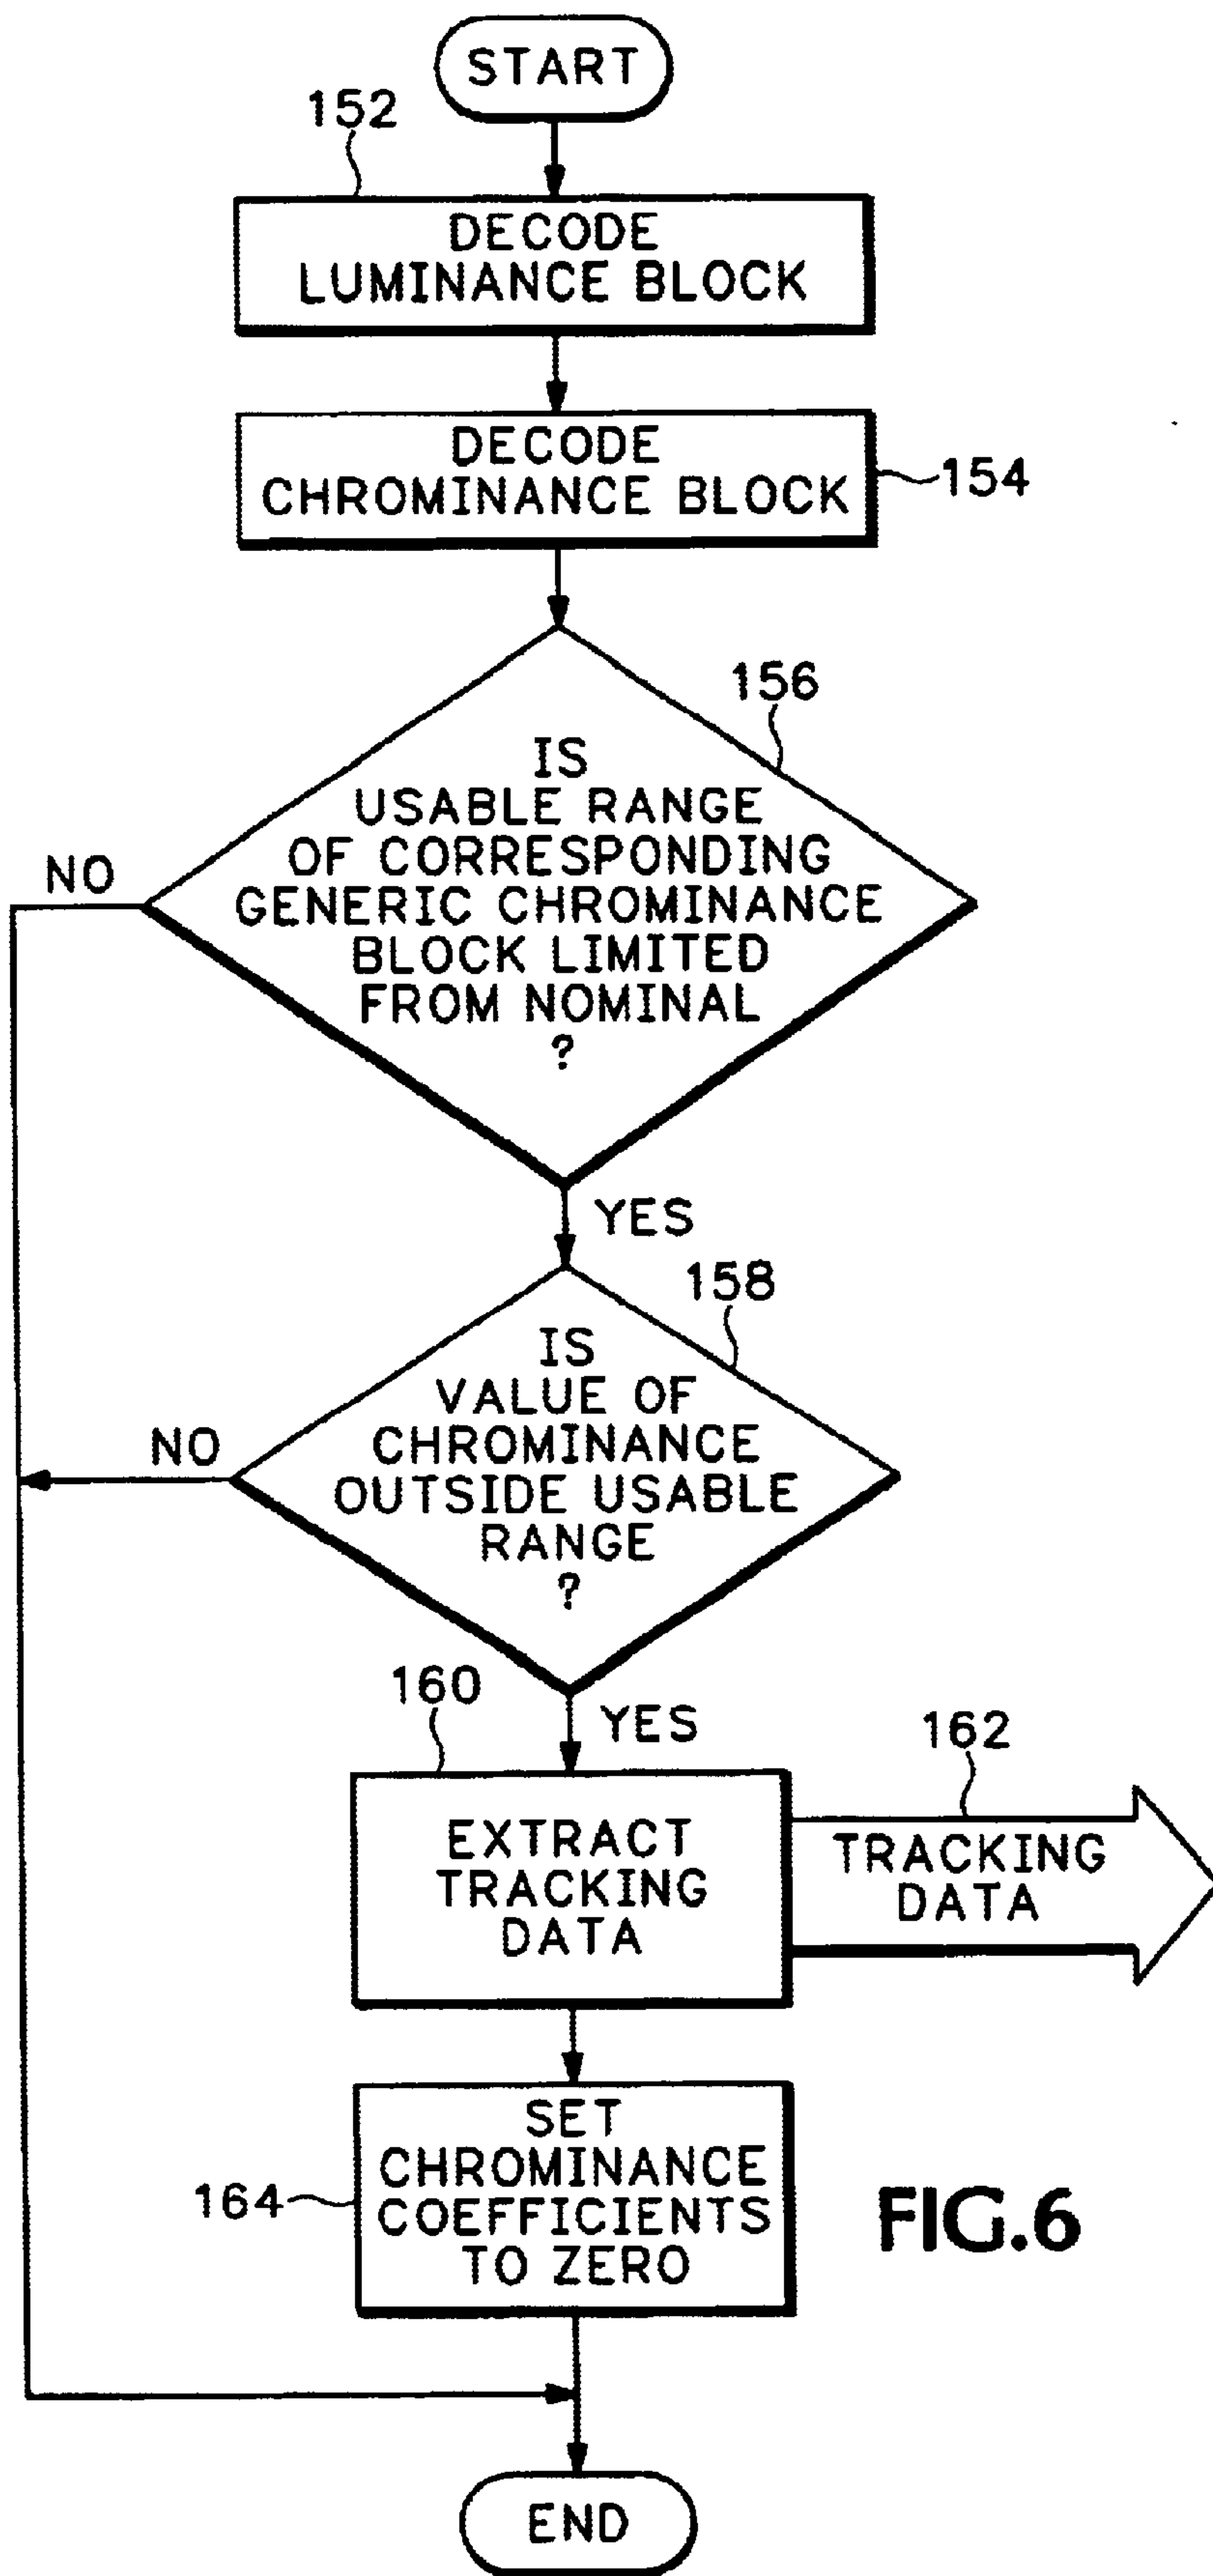 START
152
DECODE
LUMINANCE BLOCK
DECODE
CHROMINANCE BLOCK
154
156
IS
USABLE RANGE
OF CORRESPONDING
GENERIC CHROMINANCE
BLOCK LIMITED
FROM NOMINAL
?
NO
YES
158
IS
VALUE OF
CHROMINANCE
OUTSIDE USABLE
RANGE
?
NO
YES
160
EXTRACT
TRACKING
DATA
162
TRACKING
DATA
SET
CHROMINANCE
COEFFICIENTS
TO ZERO
164
FIG.6
END